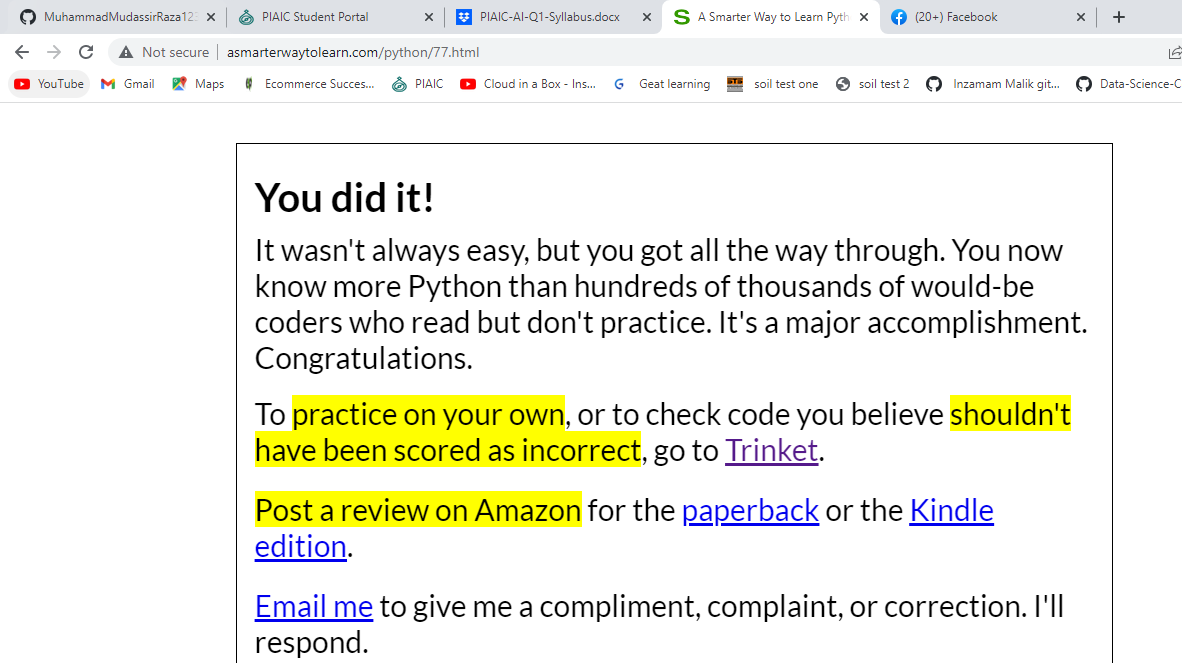 MuhammadMudassirRaza123
PIAIC Student Portal
PIAIC-AI-Q1-Syllabus.docx
A Smarter Way to Learn Pyth
(20+) Facebook
Not secure
asmarterwaytolearn.com/python/77.html
YouTube
Gmail
Maps
Ecommerce Succes...
PIAIC
Cloud in a Box - Ins...
Geat learning
soil test one
soil test 2
Inzamam Malik git...
Data-Science-C
You did it!
It wasn't always easy, but you got all the way through. You now
know more Python than hundreds of thousands of would-be
coders who read but don't practice. It's a major accomplishment.
Congratulations.
To practice on your own, or to check code you believe shouldn't
have been scored as incorrect, go to Trinket.
Post a review on Amazon for the paperback or the Kindle
edition.
Email me to give me a compliment, complaint, or correction. I'll
respond.